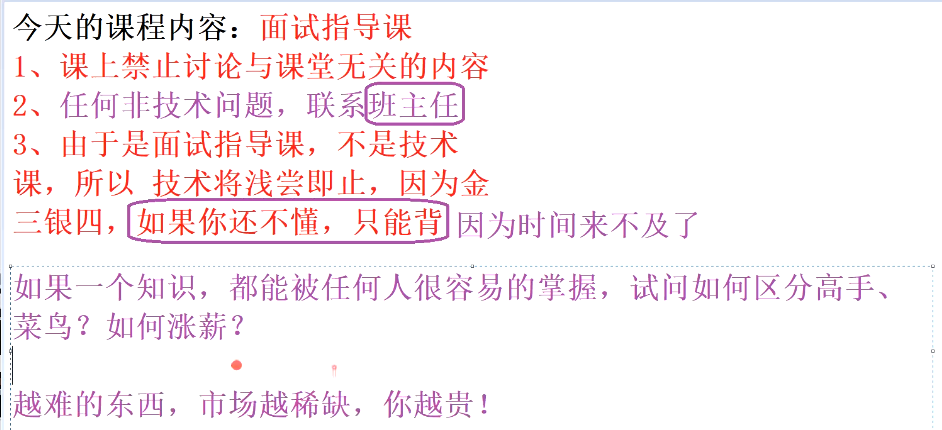 今天的课程内容：面试指导课
1、课上禁止讨论与课堂无关的内容
2、任何非技术问题，联系班主任
3、由于是面试指导课，不是技术
课，所以 技术将浅尝即止，因为金
三银四，如果你还不懂，只能背 因为时间来不及了
如果一个知识，都能被任何人很容易的掌握，试问如何区分高手、
菜鸟？如何涨薪？
越难的东西，市场越稀缺，你越贵！